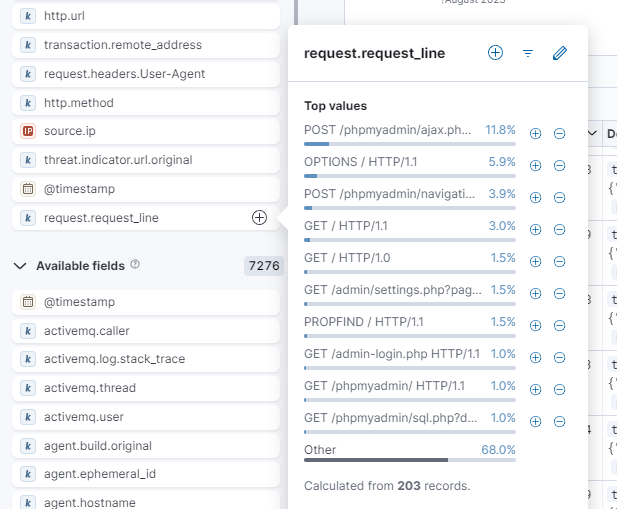 August 2023
http.url
transaction.remote_address
request.headers.User-Agent
http.method
IP source.ip
threat.indicator.url.original
@timestamp
request.request_line
Available fields 7276
@timestamp
activemq.caller
activemq.log.stack_trace
activemq.thread
activemq.user
agent.build.original
agent.ephemeral_id
agent.hostname
request.request_line
Top values
POST /phpmyadmin/ajax.ph... 11.8%
OPTIONS / HTTP/1.1 5.9%
POST /phpmyadmin/navigati... 3.9%
GET / HTTP/1.1 3.0%
GET / HTTP/1.0 1.5%
GET /admin/settings.php?pag... 1.5%
PROPFIND / HTTP/1.1 1.5%
GET /admin-login.php HTTP/1.1 1.0%
GET /phpmyadmin/ HTTP/1.1 1.0%
GET /phpmyadmin/sql.php?d... 1.0%
Other 68.0%
Calculated from 203 records.